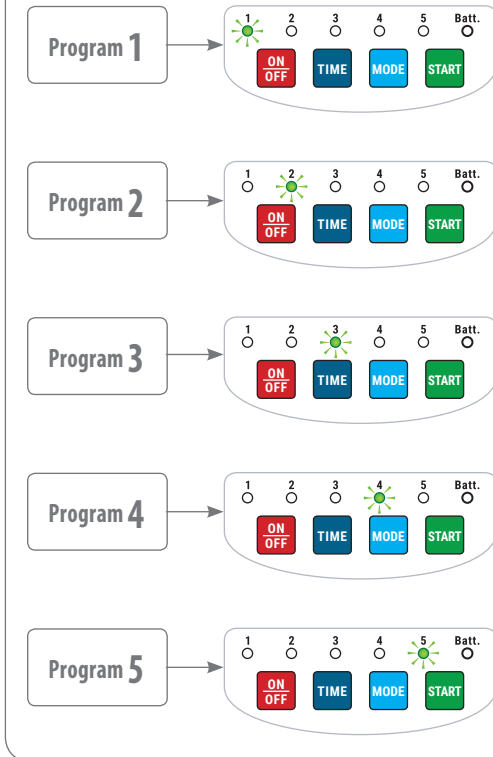 Program 1
1 2 3 4 5 Batt.
ON
OFF
TIME MODE START
Program 2
1 2 3 4 5 Batt.
ON
OFF
TIME MODE START
Program 3
1 2 3 4 5 Batt.
ON
OFF
TIME MODE START
Program 4
1 2 3 4 5 Batt.
ON
OFF
TIME MODE START
Program 5
1 2 3 4 5 Batt.
ON
OFF
TIME MODE START